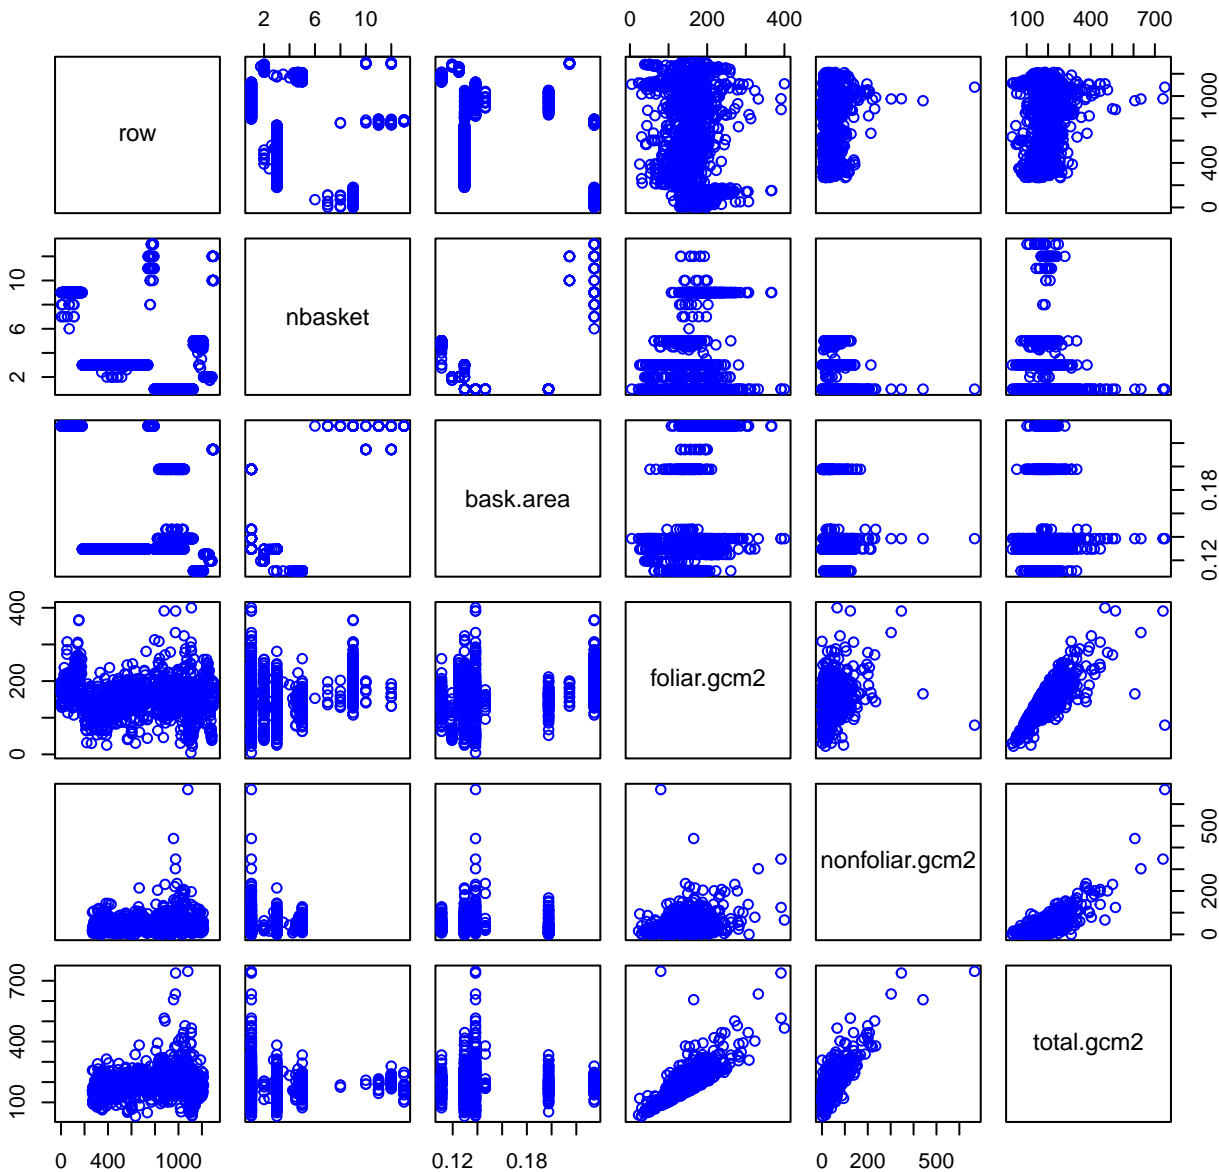 2 6 10 0 200 400 100 400 700
row 0 400 1000
2 6 10 nbasket
bask.area 0.12 0.18
0 200 400 foliar.gcm2
nonfoliar.gcm2 0 200 500
100 400 700 total.gcm2
0 400 1000 0.12 0.18 0 200 500